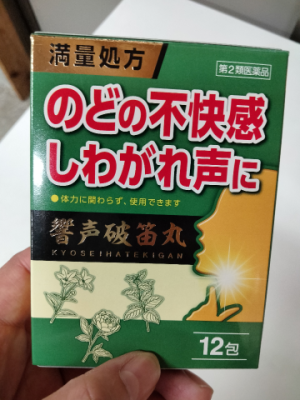 満量処方
第2類医薬品
のどの不快感
しわがれ声に
●体力に関わらず、使用できます
響声破笛丸
KYOSEIHATEKIGAN
12包